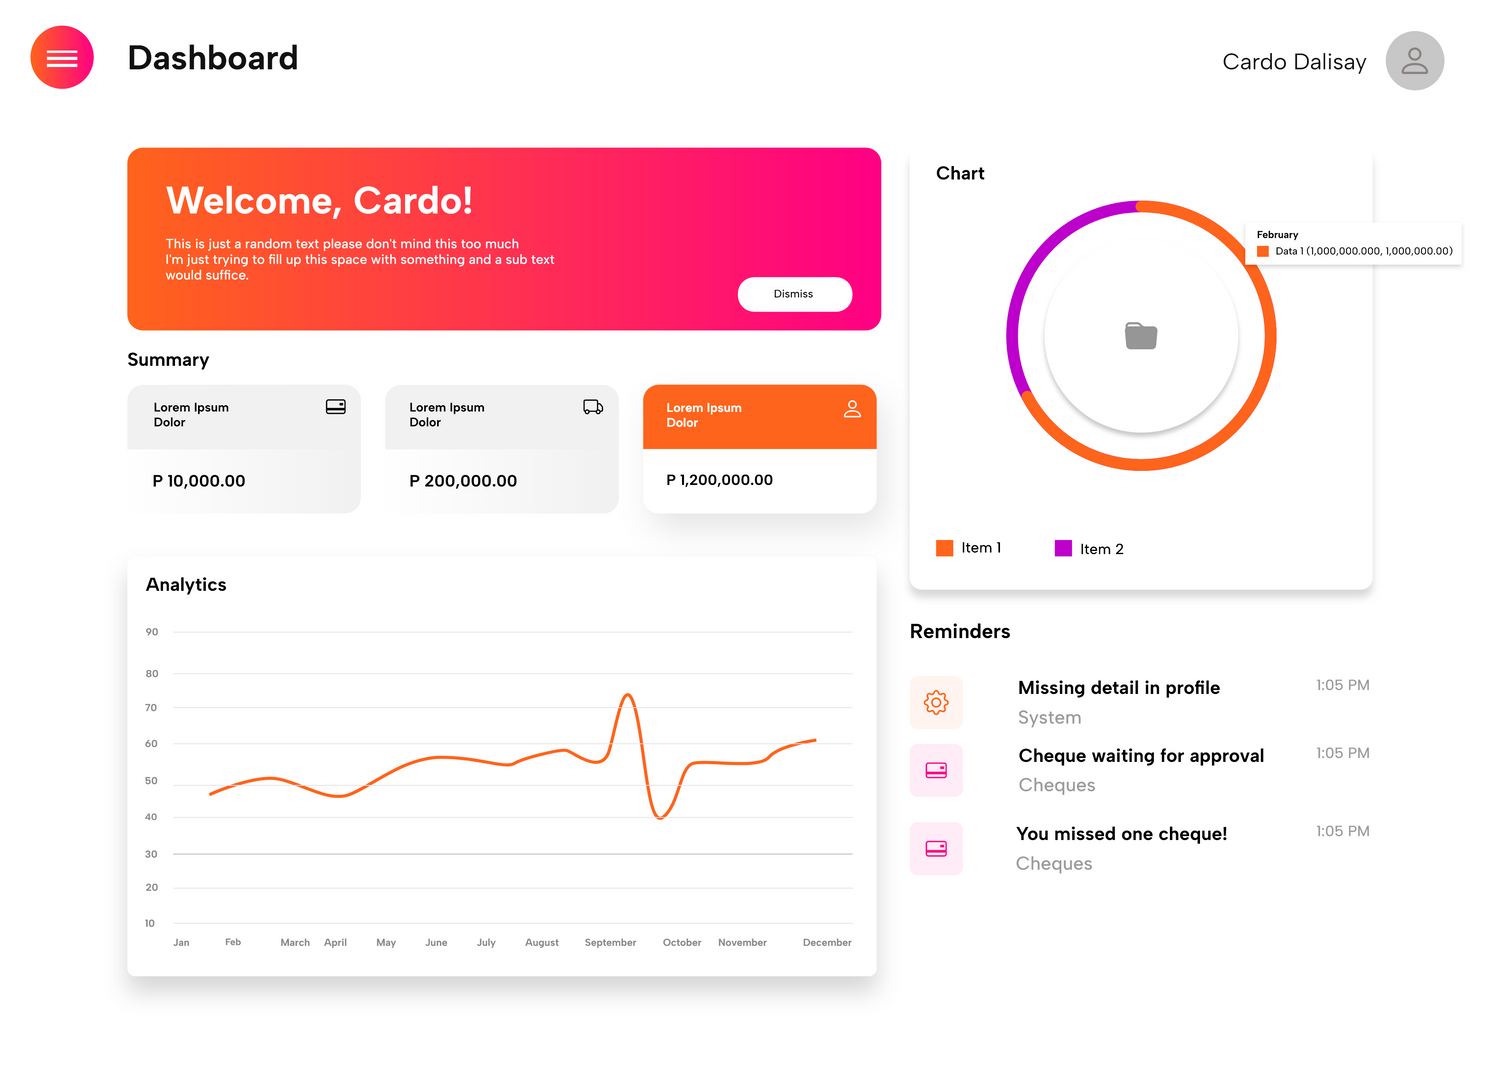 Dashboard
Cardo Dalisay
Welcome, Cardo!
This is just a random text please don't mind this too much
I'm just trying to fill up this space with something and a sub text
would suffice.
Dismiss
Summary
Lorem Ipsum
Dolor
P 10,000.00
Lorem Ipsum
Dolor
P 200,000.00
Lorem Ipsum
Dolor
P 1,200,000.00
Analytics
90
80
70
60
50
40
30
20
10
Jan Feb March April May June July August September October November December
Chart
February
Data 1 (1,000,000.000, 1,000,000.00)
Item 1
Item 2
Reminders
Missing detail in profile
1:05 PM
System
Cheque waiting for approval
1:05 PM
Cheques
You missed one cheque!
1:05 PM
Cheques